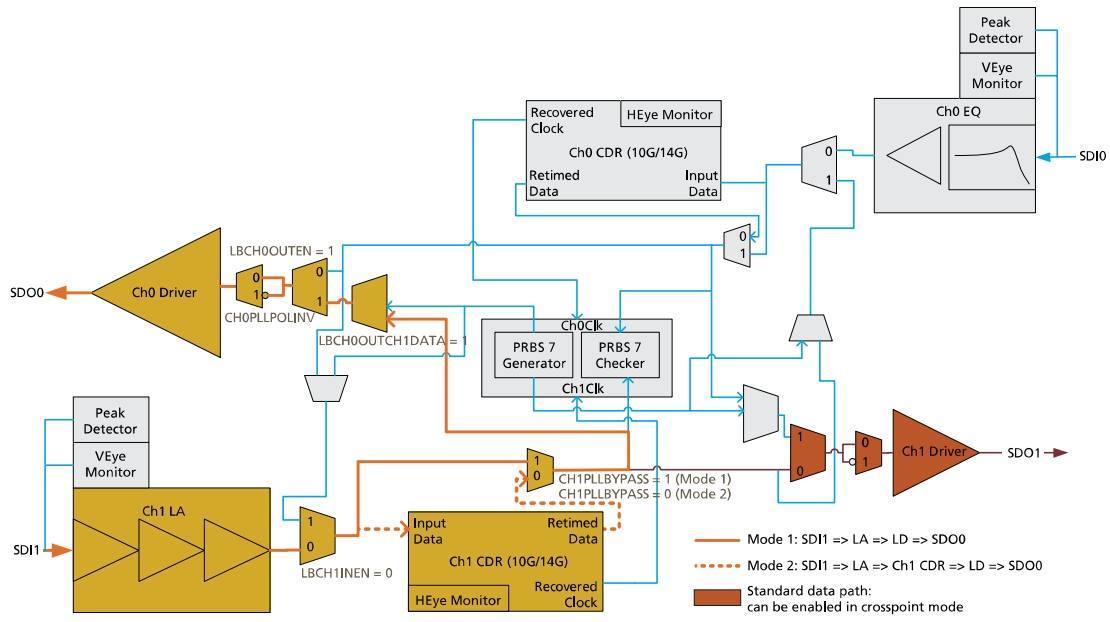 Peak
Detector
VEye
Monitor
Ch0 EQ
SDI0
Recovered
Clock
HEye Monitor
Ch0 CDR (10G/14G)
Retimed
Data
Input
Data
0
1
0
1
LBCH0OUTEN = 1
Ch0 Driver
SDO0
0
1
CH0PLLPOLINV
0
1
LBCH0OUTCH1DATA = 1
Ch0Clk
PRBS 7
Generator
PRBS 7
Checker
Ch1Clk
Peak
Detector
VEye
Monitor
Ch1 LA
SDI1
1
0
LBCH1INEN = 0
1
0
CH1PLLBYPASS = 1 (Mode 1)
CH1PLLBYPASS = 0 (Mode 2)
1
0
0
1
Ch1 Driver
SDO1
Input
Data
Retimed
Data
Ch1 CDR (10G/14G)
HEye Monitor
Recovered
Clock
Mode 1: SDI1 => LA => LD => SDO0
Mode 2: SDI1 => LA => Ch1 CDR => LD => SDO0
Standard data path:
can be enabled in crosspoint mode